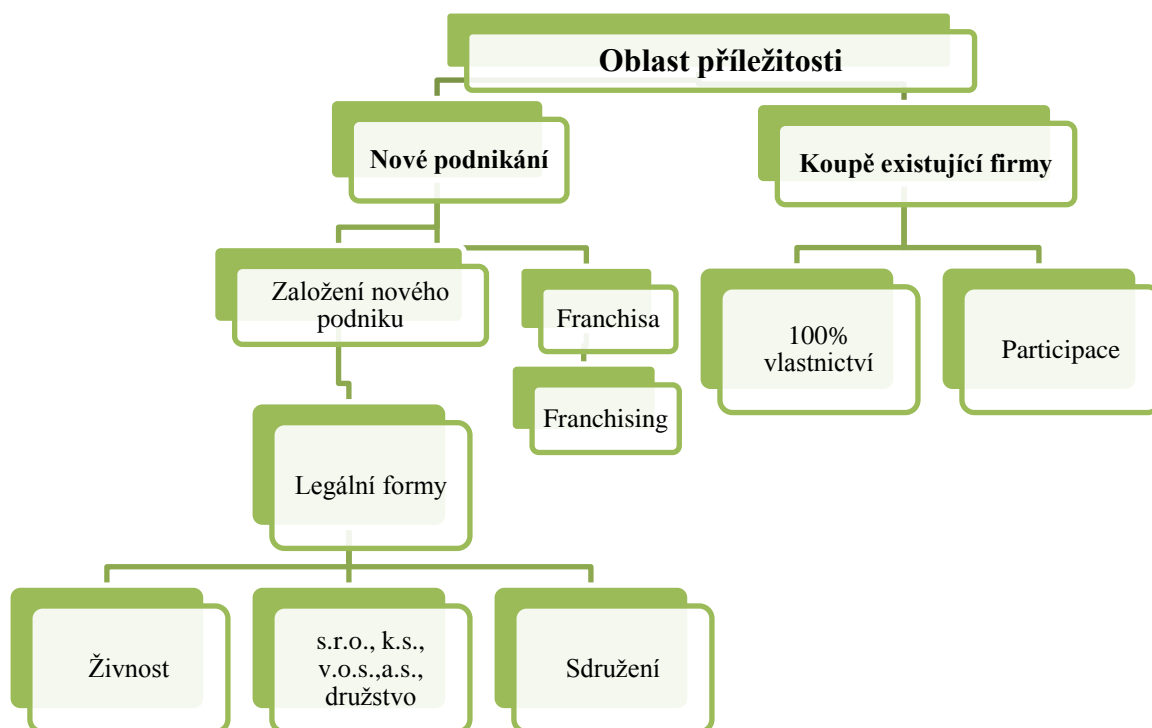 Oblast příležitosti
Nové podnikání
Koupě existující firmy
Založení nového
podniku
Franchisa
100%
vlastnictví
Participace
Franchising
Legální formy
Živnost
s.r.o., k.s.,
v.o.s.,a.s.,
družstvo
Sdružení